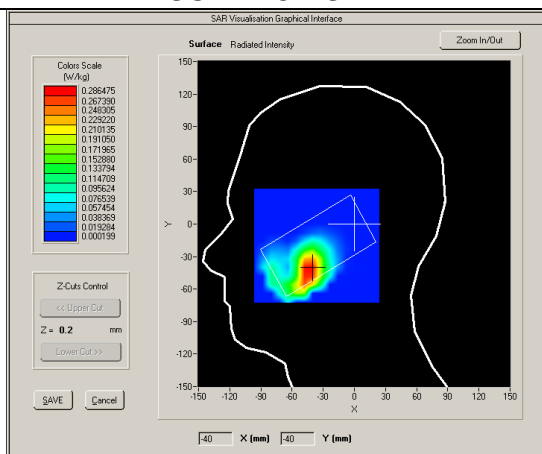 SAR Visualisation Graphical Interface
Surface Radiated Intensity
Zoom In/Out
Colors Scale
(W/kg)
0.286475
0.267390
0.248305
0.229220
0.210135
0.191050
0.171965
0.152880
0.133794
0.114709
0.095624
0.076539
0.057454
0.038369
0.019284
0.000199
Z-Cuts Control
<< Upper Cut
Z = 0.2 mm
Lower Cut >>
SAVE Cancel
150
120
90
60
30
0
-30
-60
-90
-120
-150
Y
-150 -120 -90 -60 -30 0 30 60 90 120 150
X
-40 X (mm) -40 Y (mm)